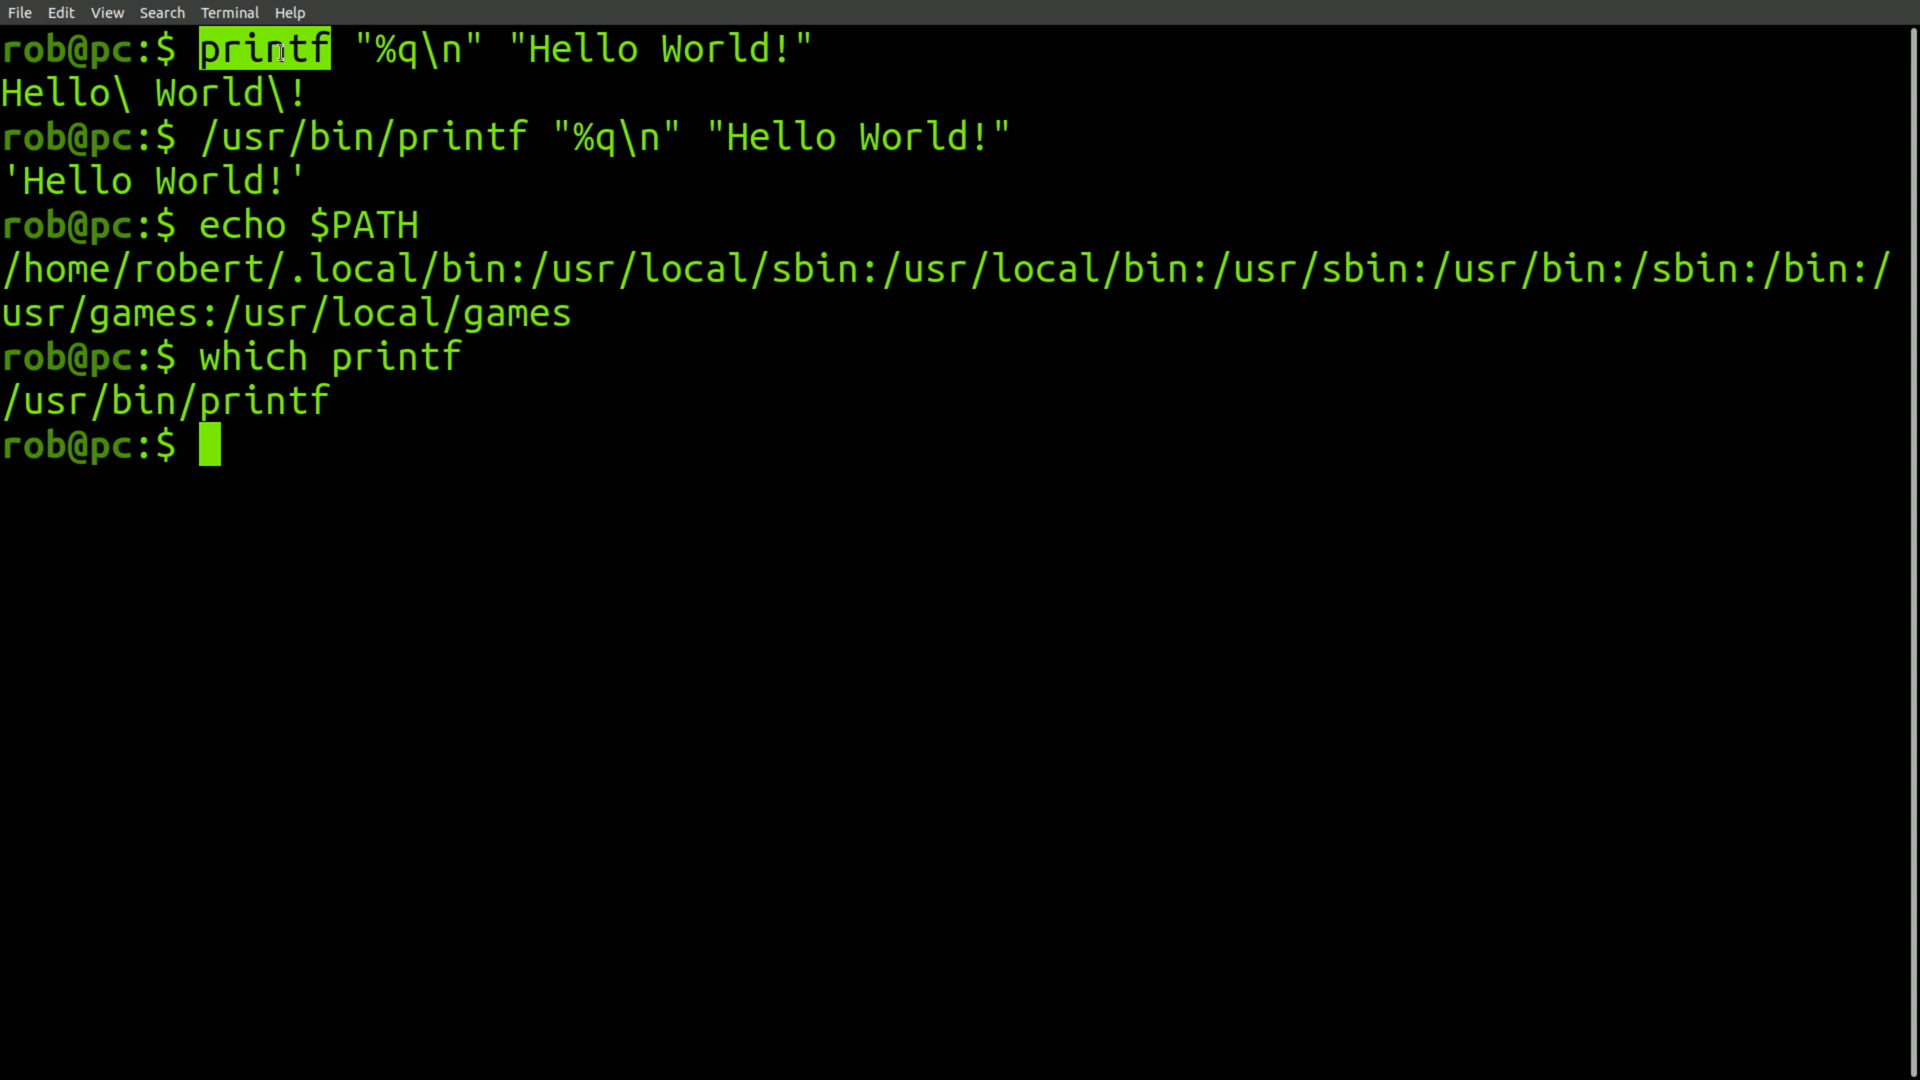 File Edit View Search Terminal Help
rob@pc:$ printf "%q\n" "Hello World!"
Hello\ World\!
rob@pc:$ /usr/bin/printf "%q\n" "Hello World!"
'Hello World!'
rob@pc:$ echo $PATH
/home/robert/.local/bin:/usr/local/sbin:/usr/local/bin:/usr/sbin:/usr/bin:/sbin:/bin:/
usr/games:/usr/local/games
rob@pc:$ which printf
/usr/bin/printf
rob@pc:$